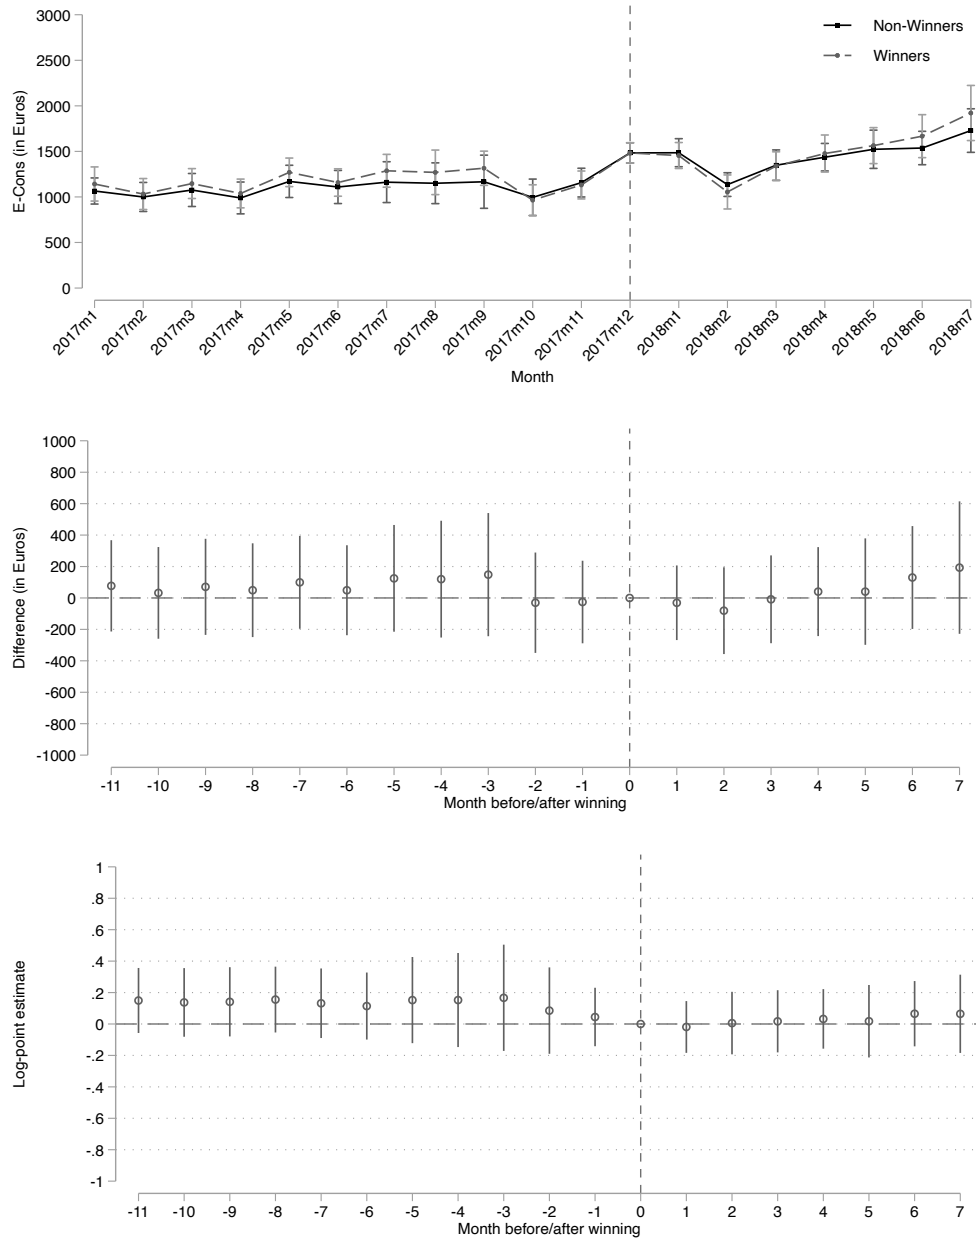 3000
2500
2000
1500
1000
500
0
E-Cons (in Euros)
Non-Winners
Winners
2017m1 2017m2 2017m3 2017m4 2017m5 2017m6 2017m7 2017m8 2017m9 2017m10 2017m11 2017m12 2018m1 2018m2 2018m3 2018m4 2018m5 2018m6 2018m7
Month
1000
800
600
400
200
0
-200
-400
-600
-800
-1000
Difference (in Euros)
-11 -10 -9 -8 -7 -6 -5 -4 -3 -2 -1 0 1 2 3 4 5 6 7
Month before/after winning
1
.8
.6
.4
.2
0
-.2
-.4
-.6
-.8
-1
Log-point estimate
-11 -10 -9 -8 -7 -6 -5 -4 -3 -2 -1 0 1 2 3 4 5 6 7
Month before/after winning